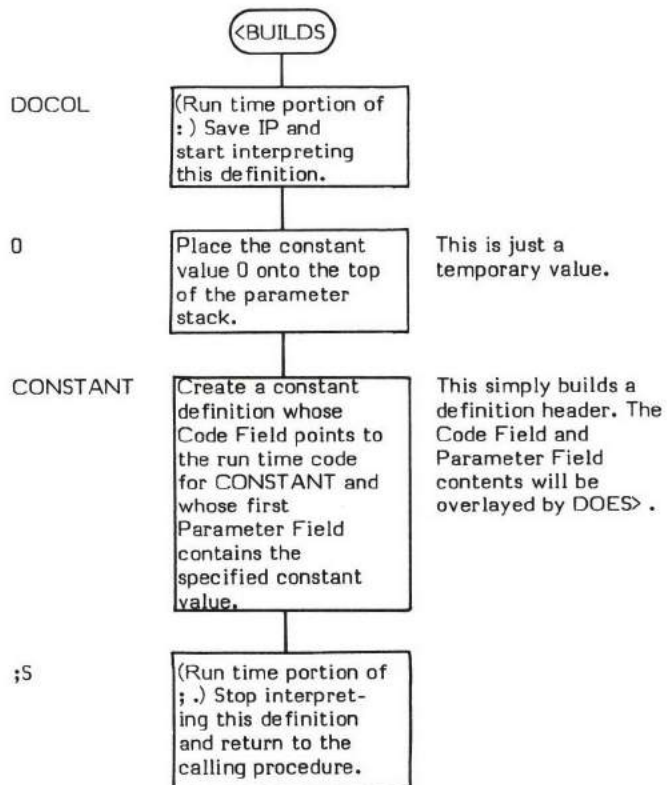 <BUILDS
DOCOL
(Run time portion of
: ) Save IP and
start interpreting
this definition.
0
Place the constant
value 0 onto the top
of the parameter
stack.
This is just a
temporary value.
CONSTANT
Create a constant
definition whose
Code Field points to
the run time code
for CONSTANT and
whose first
Parameter Field
contains the
specified constant
value.
This simply builds a
definition header. The
Code Field and
Parameter Field
contents will be
overlayed by DOES> .
;S
(Run time portion of
; .) Stop interpret-
ing this definition
and return to the
calling procedure.